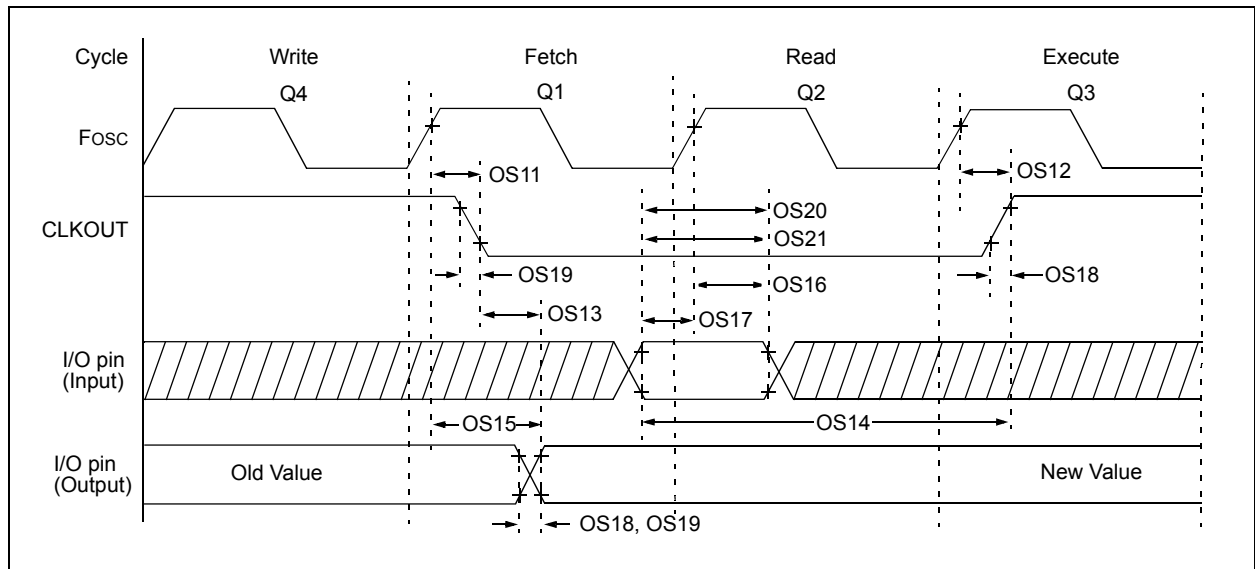 Cycle Write Fetch Read Execute
Q4 Q1 Q2 Q3
FOSC
OS11 OS12
CLKOUT
OS20
OS21
OS19 OS16 OS18
OS13 OS17
I/O pin
(Input)
OS15 OS14
I/O pin
(Output)
Old Value New Value
OS18, OS19